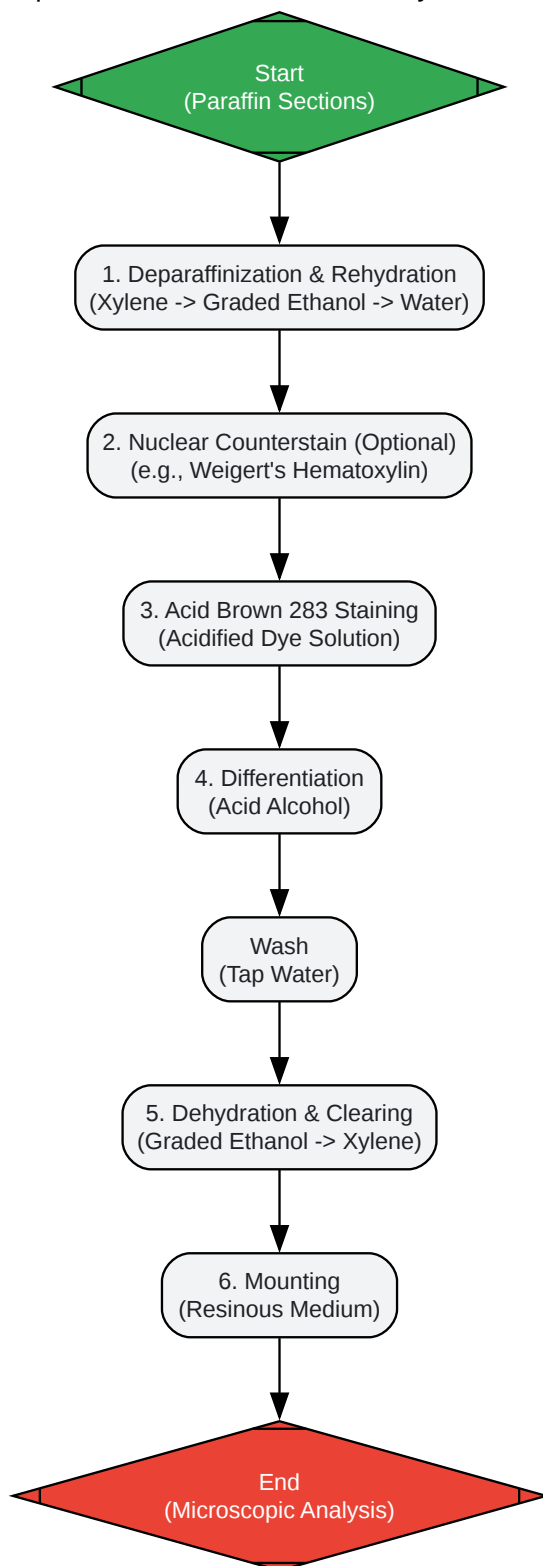 Start
(Paraffin Sections)
1. Deparaffinization & Rehydration
(Xylene -> Graded Ethanol -> Water)
2. Nuclear Counterstain (Optional)
(e.g., Weigert's Hematoxylin)
3. Acid Brown 283 Staining
(Acidified Dye Solution)
4. Differentiation
(Acid Alcohol)
Wash
(Tap Water)
5. Dehydration & Clearing
(Graded Ethanol -> Xylene)
6. Mounting
(Resinous Medium)
End
(Microscopic Analysis)